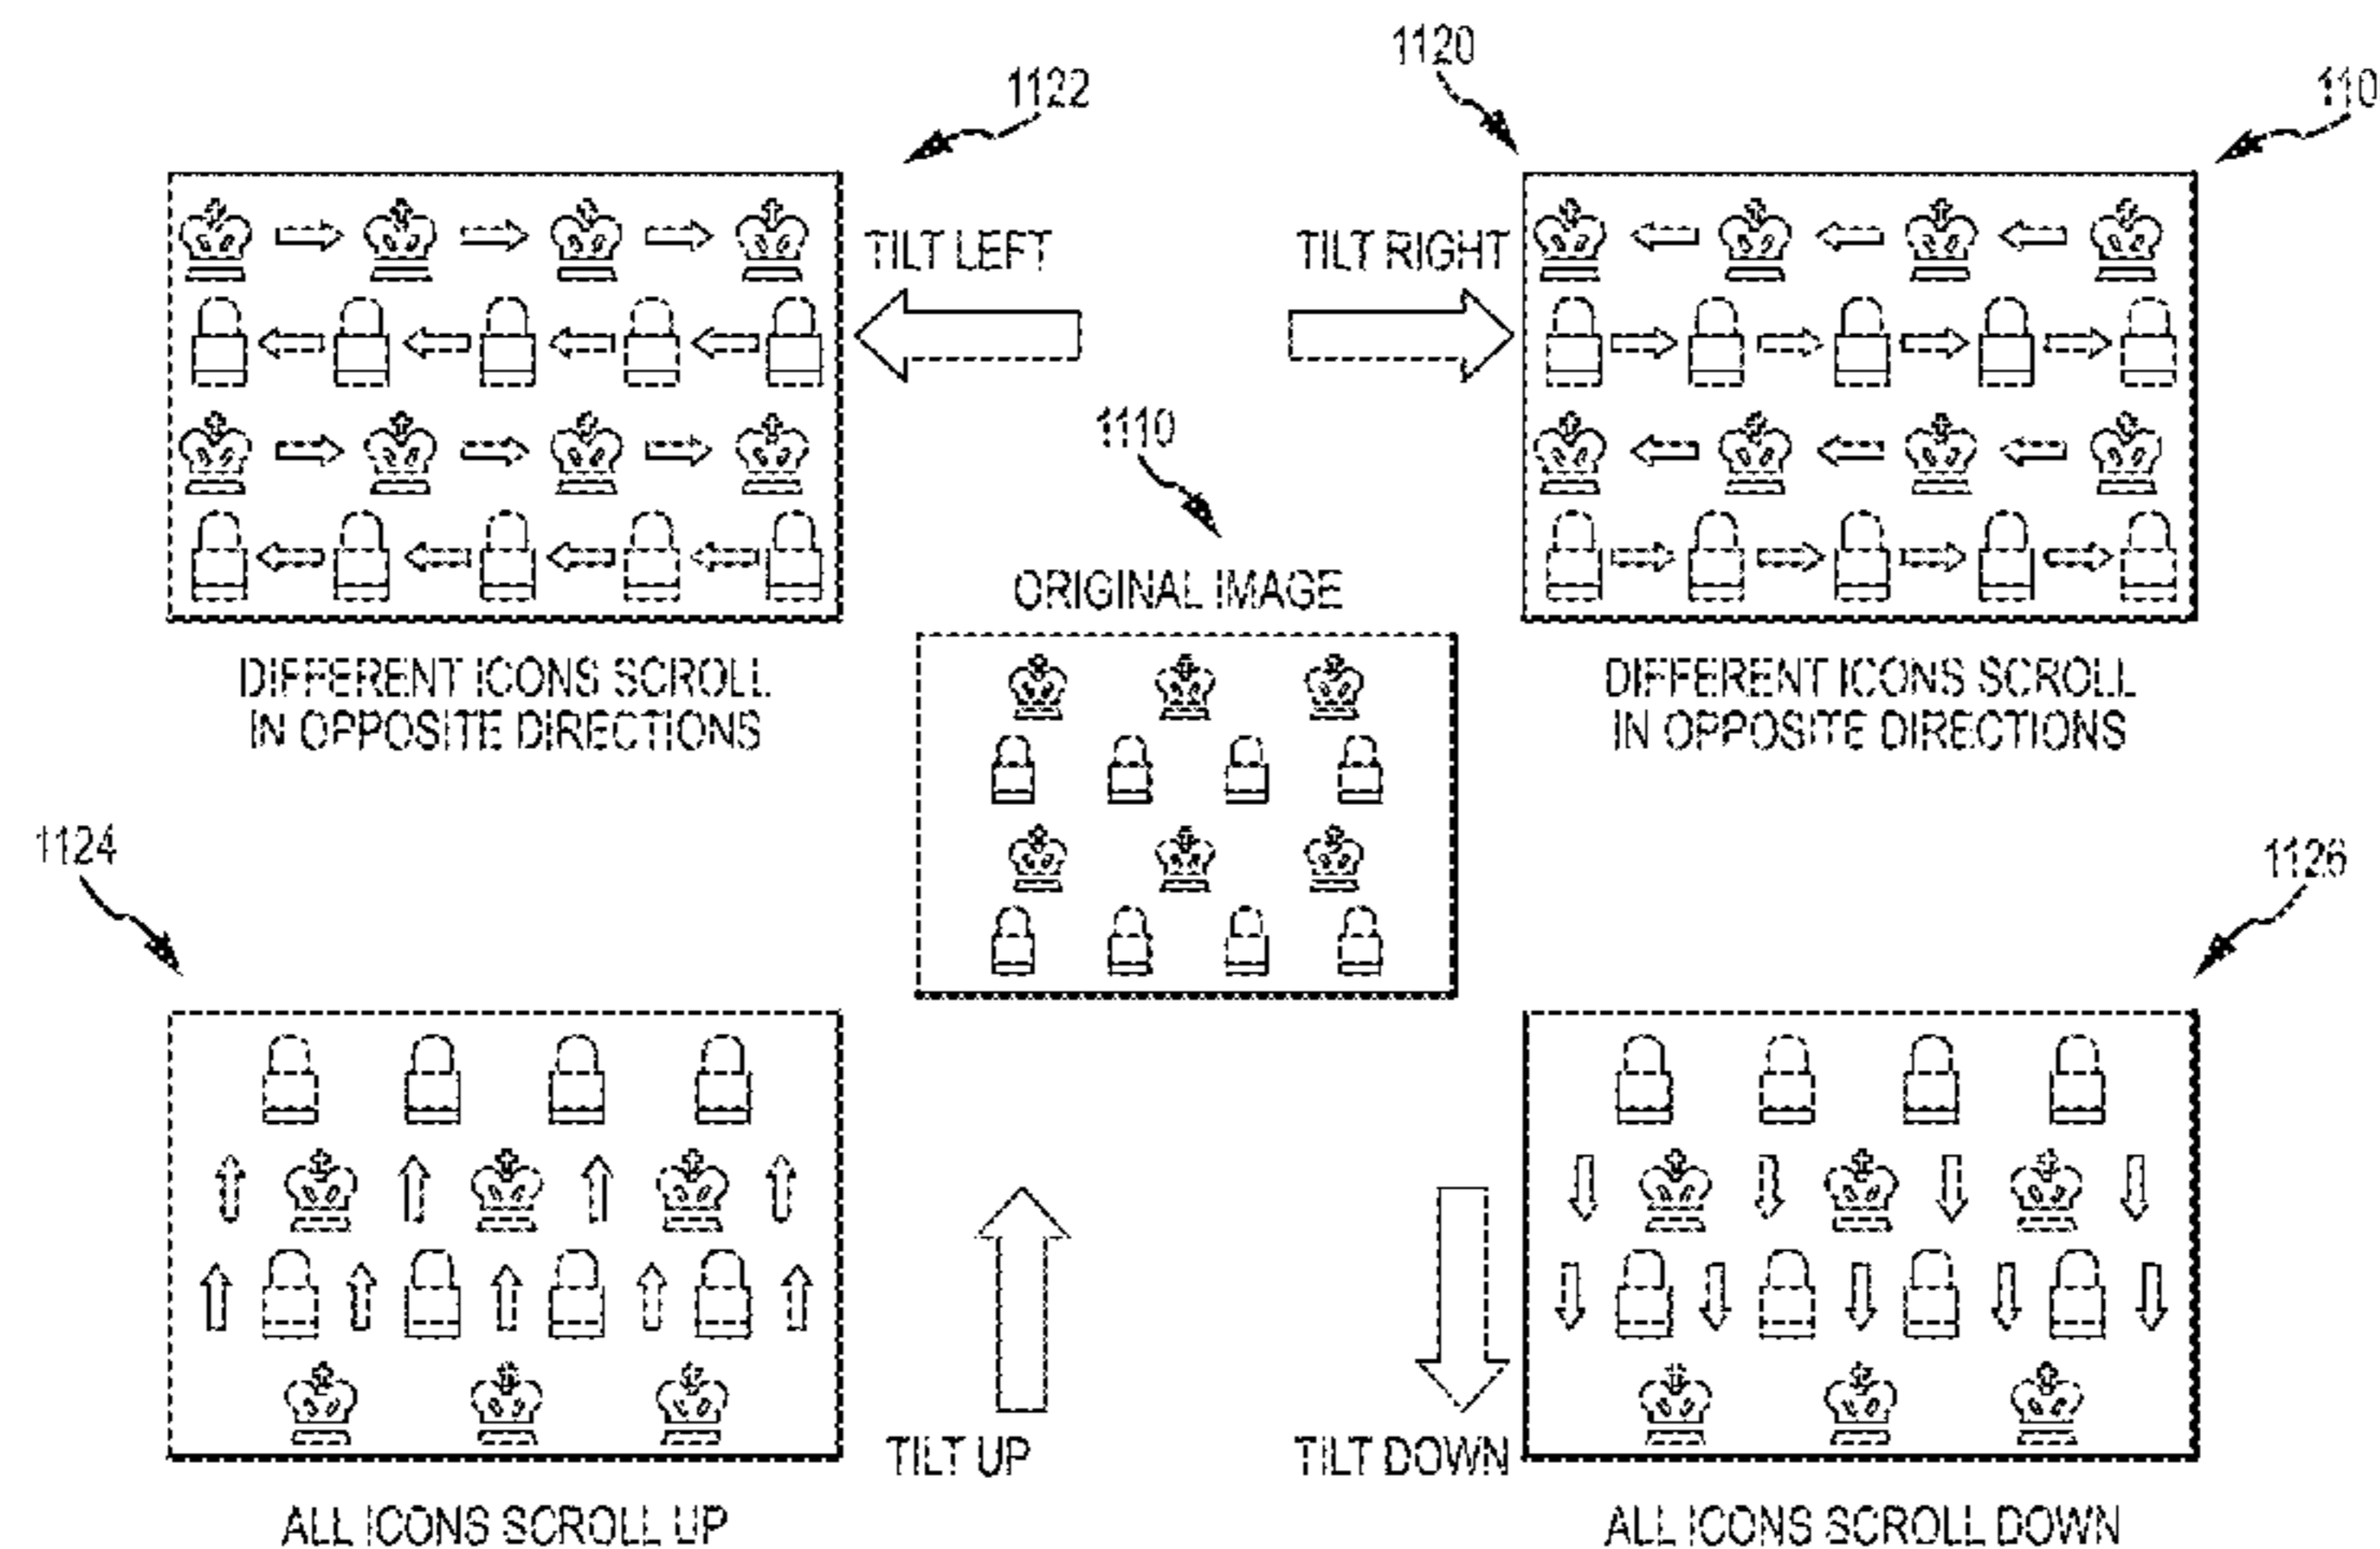 1120
1122
110
TILT LEFT
TILT RIGHT
1110
ORIGINAL IMAGE
DIFFERENT ICONS SCROLL
IN OPPOSITE DIRECTIONS
DIFFERENT ICONS SCROLL
IN OPPOSITE DIRECTIONS
1124
1126
TILT UP
TILT DOWN
ALL ICONS SCROLL UP
ALL ICONS SCROLL DOWN